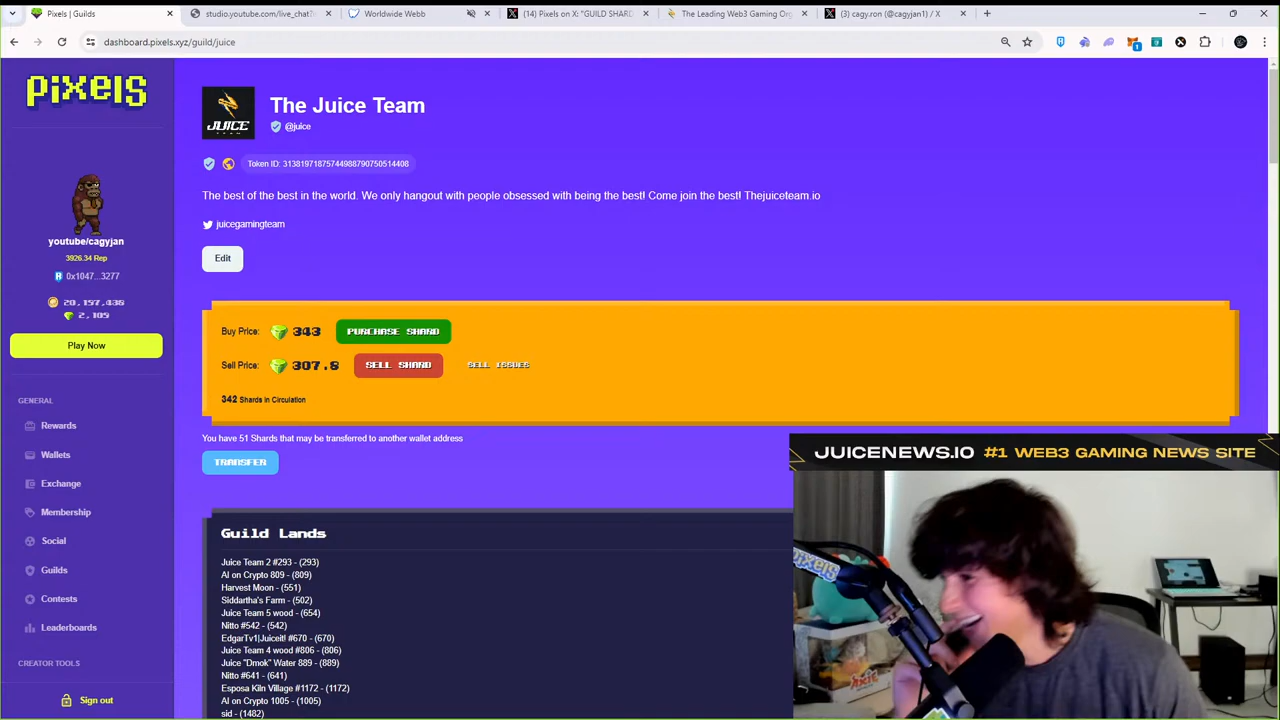 Pixels | Guilds
studio.youtube.com/live_chat?i
Worldwide Webb
(14) Pixels on X: "GUILD SHARD
The Leading Web3 Gaming Org
(3) cagy.ron (@cagyjan1) / X
dashboard.pixels.xyz/guild/juice
pixels
youtube/cagyjan
3926.34 Rep
0x1047...3277
20,197,430
2,109
Play Now
GENERAL
Rewards
Wallets
Exchange
Membership
Social
Guilds
Contests
Leaderboards
CREATOR TOOLS
Sign out
JUICE
The Juice Team
@juice
Token ID: 31381971875744988790750514408
The best of the best in the world. We only hangout with people obsessed with being the best! Come join the best! Thejuiceteam.io
juicegamingteam
Edit
Buy Price: 343 PURCHASE SHARD
Sell Price: 307.8 SELL SHARD SELL ISSUES
342 Shards in Circulation
You have 51 Shards that may be transferred to another wallet address
TRANSFER
Guild Lands
Juice Team 2 #293 - (293)
AI on Crypto 809 - (809)
Harvest Moon - (551)
Siddartha's Farm - (502)
Juice Team 5 wood - (654)
Nitto #542 - (542)
EdgarTv1|Juiceit! #670 - (670)
Juice Team 4 wood #806 - (806)
Juice "Dmok" Water 889 - (889)
Nitto #641 - (641)
Esposa Kiln Village #1172 - (1172)
AI on Crypto 1005 - (1005)
sid - (1482)
JUICENEWS.IO #1 WEB3 GAMING NEWS SITE
PIXELS